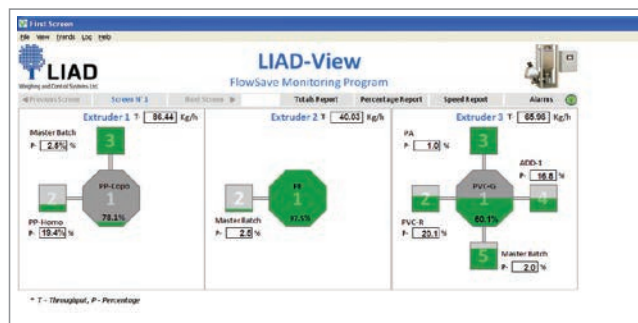 First Screen
File View Trends Log Help
LIAD
Weighing and Control Systems Ltd
LIAD-View
FlowSave Monitoring Program
Previous Screen Screen Nº 1 Next Screen Totals Report Percentage Report Speed Report Alarms
Extruder 1 T- 86.44 Kg/h
Master Batch
P- 2.5% %
3
2
PP-Copo
1
78.1%
PP-Homo
P- 19.4% %
Extruder 2 T- 40.03 Kg/h
2
1
97.5%
Master Batch
P- 2.5 %
Extruder 3 T- 65.96 Kg/h
PA
P- 1.0 %
3
ADD-1
P- 16.8 %
2
PVC-G
1
60.1%
4
PVC-R
P- 20.1 %
5
Master Batch
P- 2.0 %
* T - Throughput, P - Percentage